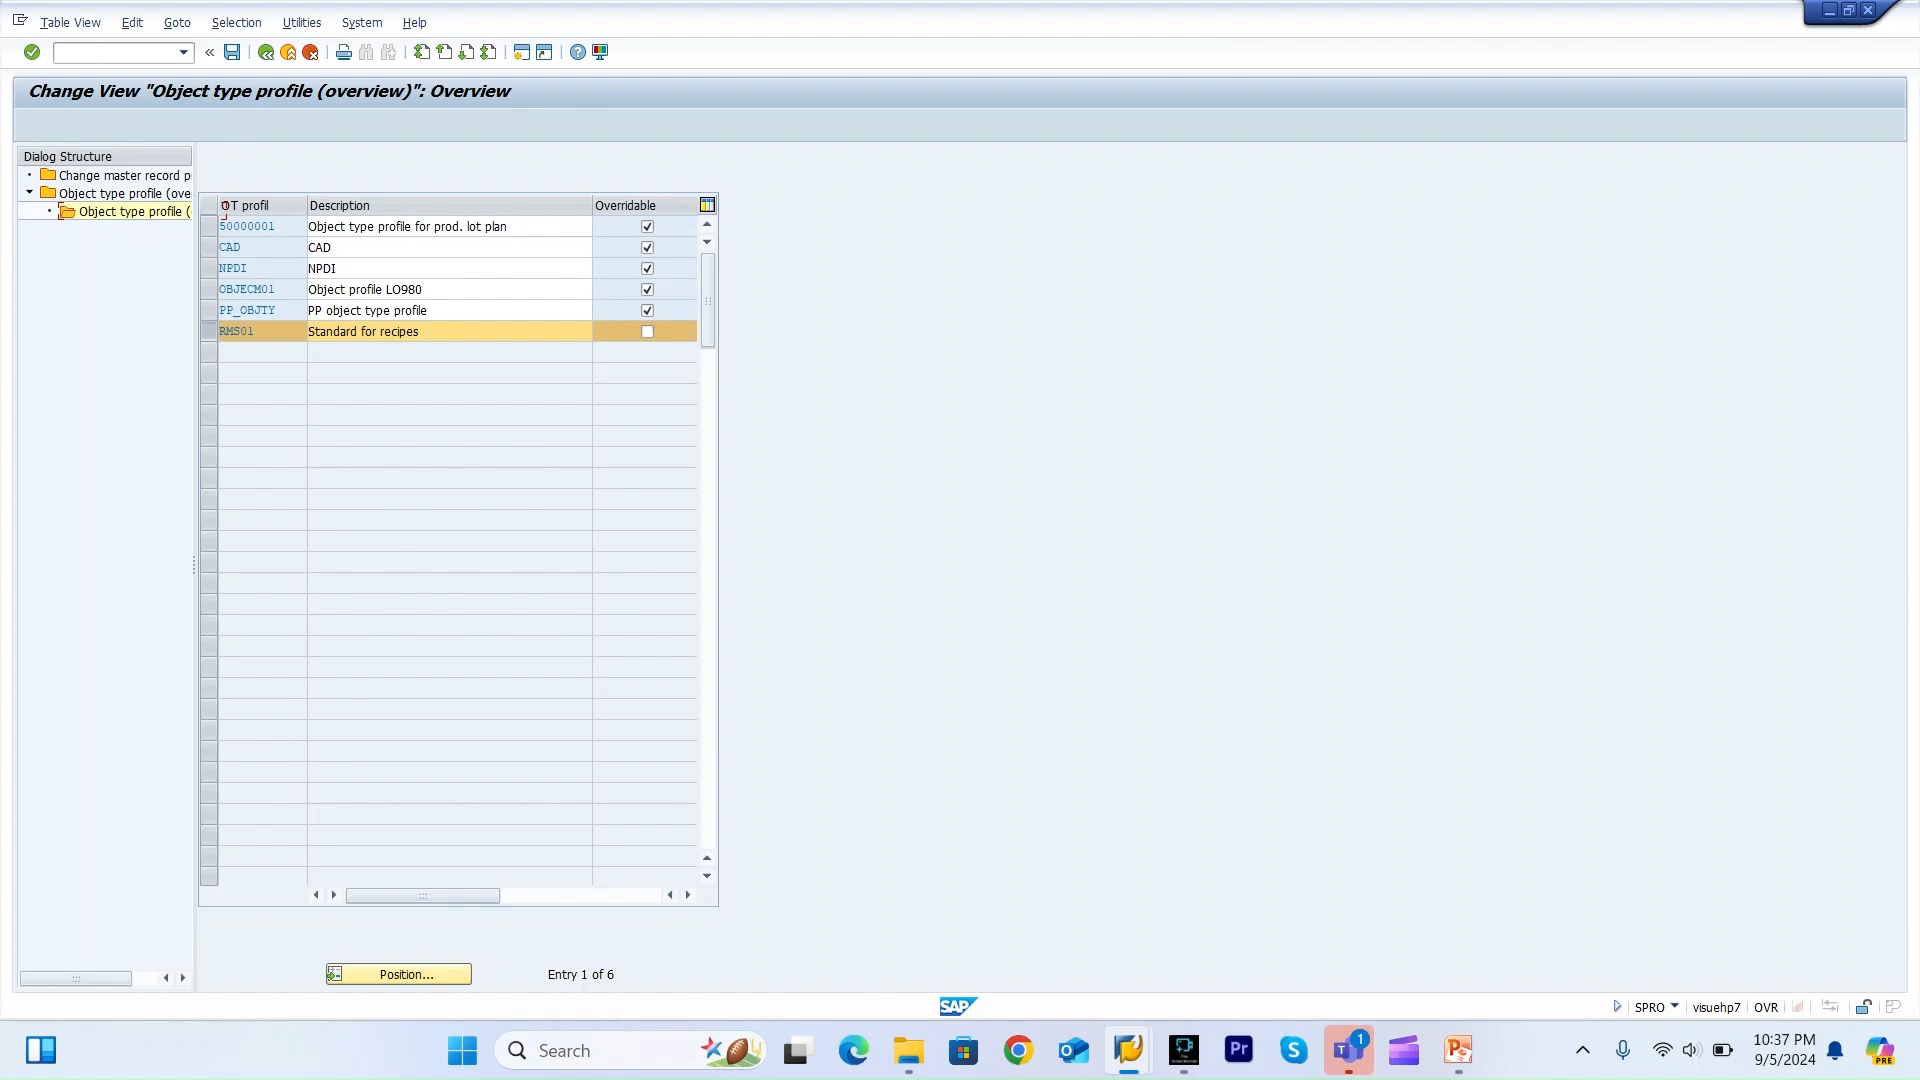 Table View Edit Goto Selection Utilities System Help
Change View "Object type profile (overview)": Overview
Dialog Structure
Change master record p
Object type profile (ove
Object type profile (
OT profil Description Overridable
50000001 Object type profile for prod. lot plan
CAD CAD
NPDI NPDI
OBJECM01 Object profile LO980
PP_OBJTY PP object type profile
RMS01 Standard for recipes
Position... Entry 1 of 6
SAP SPRO visuehp7 OVR
Search
Pr
1
10:37 PM
9/5/2024
PRE